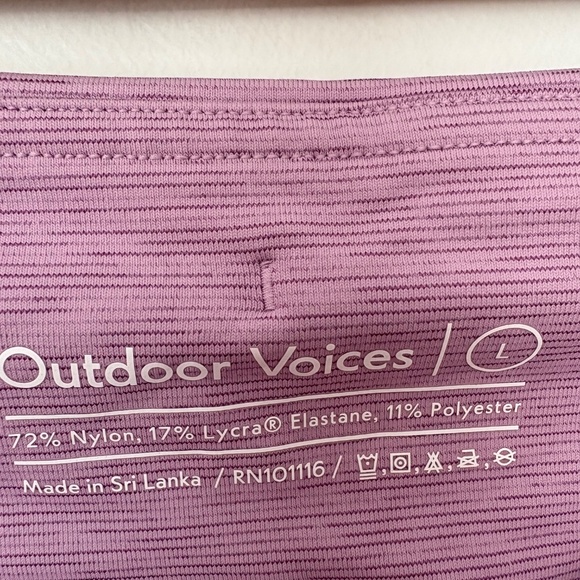 Outdoor Voices / L
72% Nylon, 17% Lycra® Elastane, 11% Polyester
Made in Sri Lanka / RN101116 /